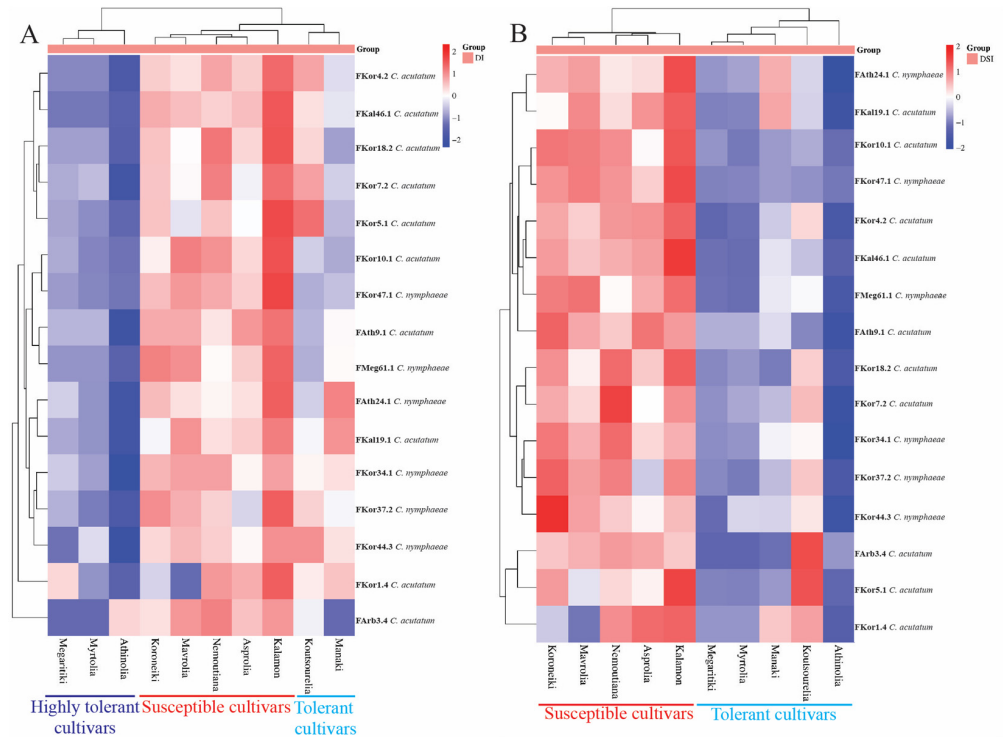 A
Group
2
1
0
−1
−2
Group
DI
FKor4.2 C. acutatum
FKal46.1 C. acutatum
FKor18.2 C. acutatum
FKor7.2 C. acutatum
FKor5.1 C. acutatum
FKor10.1 C. acutatum
FKor47.1 C. nymphaeae
FAth9.1 C. acutatum
FMeg61.1 C. nymphaeae
FAth24.1 C. nymphaeae
FKal19.1 C. acutatum
FKor34.1 C. nymphaeae
FKor37.2 C. nymphaeae
FKor44.3 C. nymphaeae
FKor1.4 C. acutatum
FArb3.4 C. acutatum
Megaritiki
Myrtolia
Athinolia
Koroneiki
Mavrolia
Nemoutiana
Asprolia
Kalamon
Koutsourelia
Manaki
Highly tolerant
cultivars
Susceptible cultivars
Tolerant
cultivars
B
Group
2
1
0
−1
−2
Group
DSI
FAth24.1 C. nymphaeae
FKal19.1 C. acutatum
FKor10.1 C. acutatum
FKor47.1 C. nymphaeae
FKor4.2 C. acutatum
FKal46.1 C. acutatum
FMeg61.1 C. nymphaeae
FAth9.1 C. acutatum
FKor18.2 C. acutatum
FKor7.2 C. acutatum
FKor34.1 C. nymphaeae
FKor37.2 C. nymphaeae
FKor44.3 C. nymphaeae
FArb3.4 C. acutatum
FKor5.1 C. acutatum
FKor1.4 C. acutatum
Koroneiki
Mavrolia
Nemoutiana
Asprolia
Kalamon
Megaritiki
Myrtolia
Manaki
Koutsourelia
Athinolia
Susceptible cultivars
Tolerant cultivars